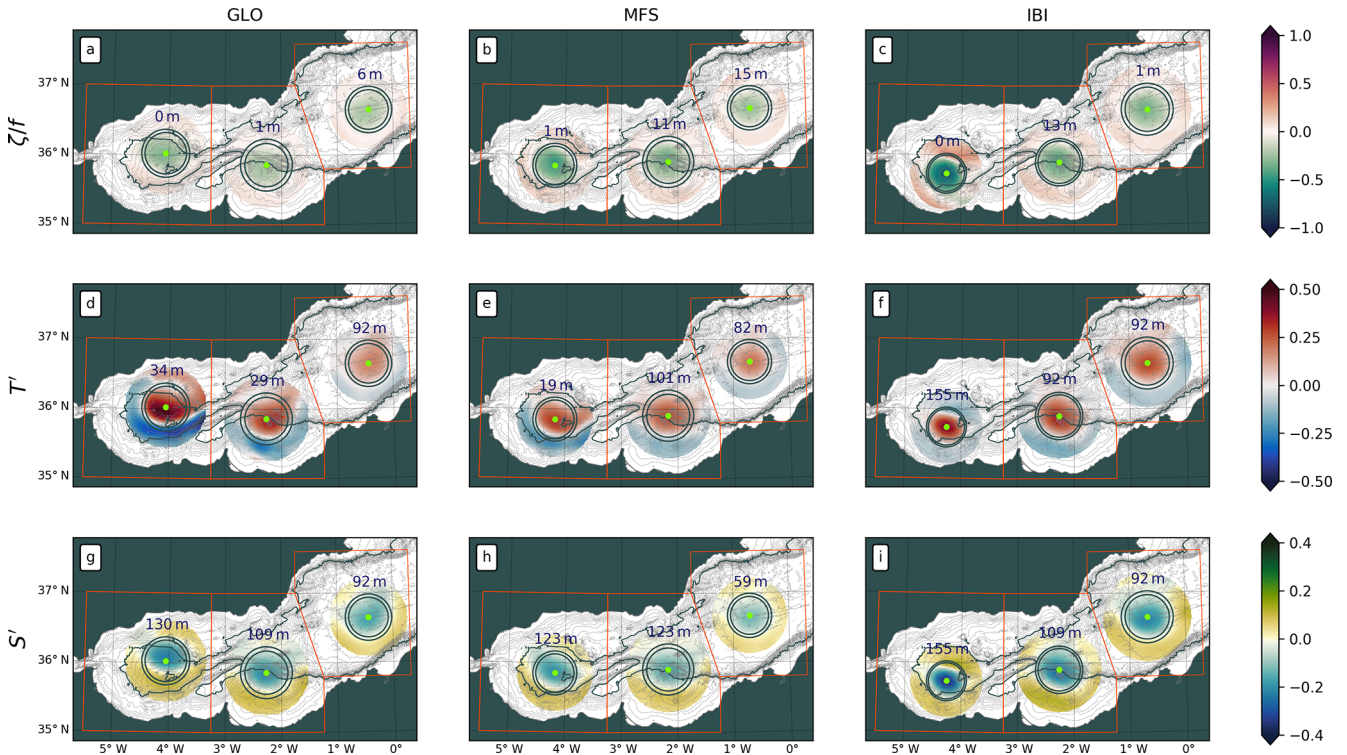 GLO MFS IBI
a b c
6 m 15 m 1 m
0 m 1 m 1 m 11 m 0 m 13 m
ζ/f
37° N
36° N
35° N
1.0
0.5
0.0
−0.5
−1.0
d e f
92 m 82 m 92 m
34 m 29 m 19 m 101 m 155 m 92 m
T′
37° N
36° N
35° N
0.50
0.25
0.00
−0.25
−0.50
g h i
92 m 59 m 92 m
130 m 109 m 123 m 123 m 155 m 109 m
S′
37° N
36° N
35° N
0.4
0.2
0.0
−0.2
−0.4
5° W 4° W 3° W 2° W 1° W 0° 5° W 4° W 3° W 2° W 1° W 0° 5° W 4° W 3° W 2° W 1° W 0°